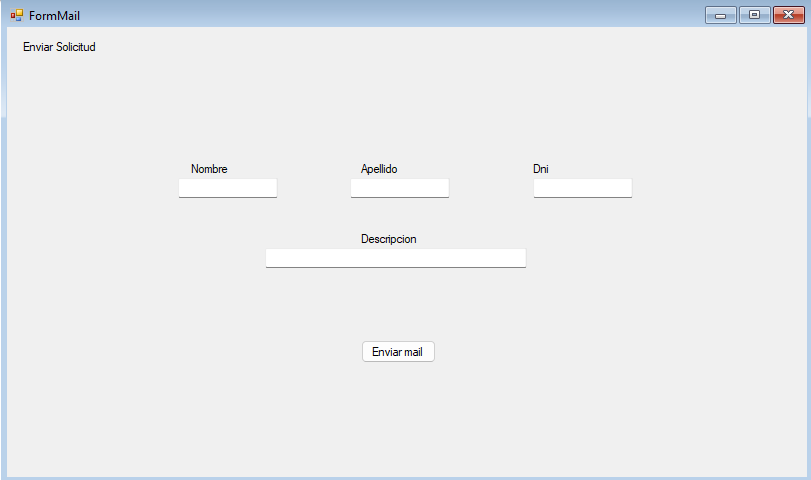 FormMail
Enviar Solicitud
Nombre
Apellido
Dni
Descripcion
Enviar mail